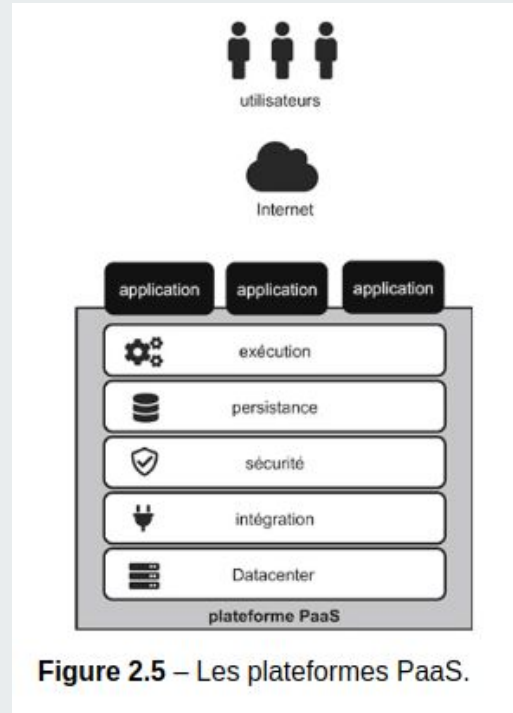 utilisateurs
Internet
application application application
exécution
persistance
sécurité
intégration
Datacenter
plateforme PaaS
Figure 2.5 – Les plateformes PaaS.